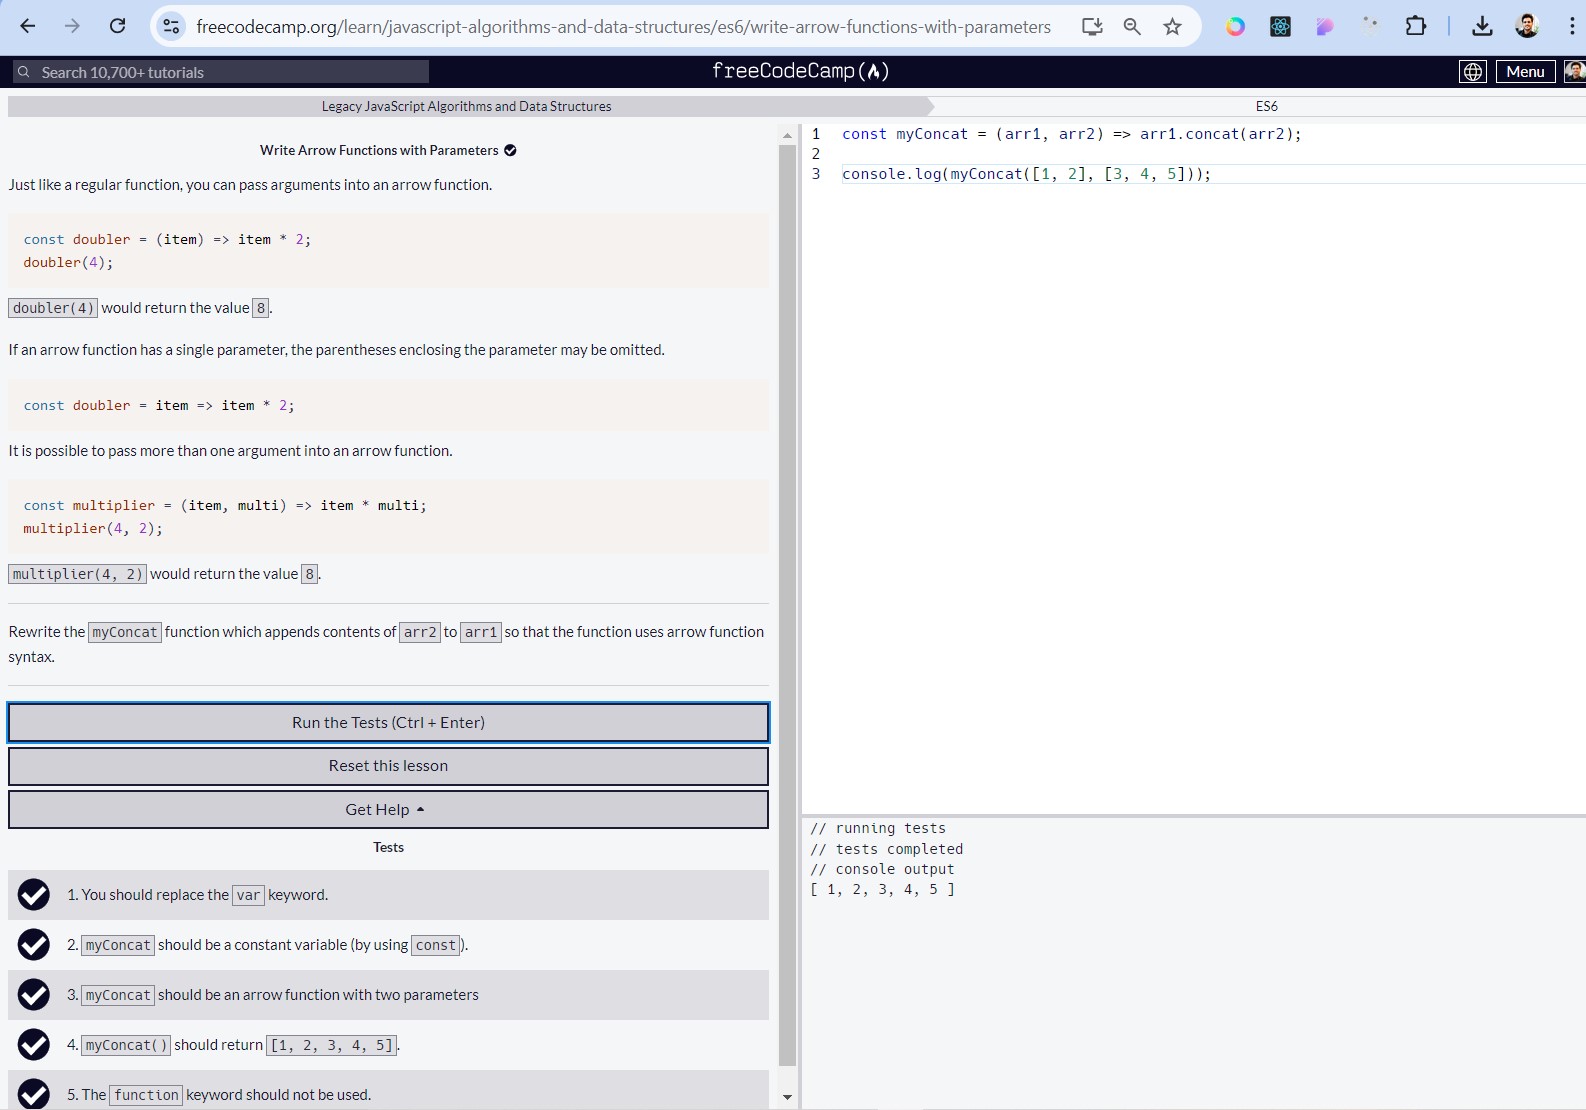 freecodecamp.org/learn/javascript-algorithms-and-data-structures/es6/write-arrow-functions-with-parameters
Search 10,700+ tutorials
freeCodeCamp
Menu
Legacy JavaScript Algorithms and Data Structures
ES6
Write Arrow Functions with Parameters
Just like a regular function, you can pass arguments into an arrow function.
const doubler = (item) => item * 2;
doubler(4);
doubler(4) would return the value 8.
If an arrow function has a single parameter, the parentheses enclosing the parameter may be omitted.
const doubler = item => item * 2;
It is possible to pass more than one argument into an arrow function.
const multiplier = (item, multi) => item * multi;
multiplier(4, 2);
multiplier(4, 2) would return the value 8.
Rewrite the myConcat function which appends contents of arr2 to arr1 so that the function uses arrow function
syntax.
Run the Tests (Ctrl + Enter)
Reset this lesson
Get Help
Tests
1. You should replace the var keyword.
2. myConcat should be a constant variable (by using const).
3. myConcat should be an arrow function with two parameters
4. myConcat() should return [1, 2, 3, 4, 5].
5. The function keyword should not be used.
1 const myConcat = (arr1, arr2) => arr1.concat(arr2);
2
3 console.log(myConcat([1, 2], [3, 4, 5]));
// running tests
// tests completed
// console output
[ 1, 2, 3, 4, 5 ]